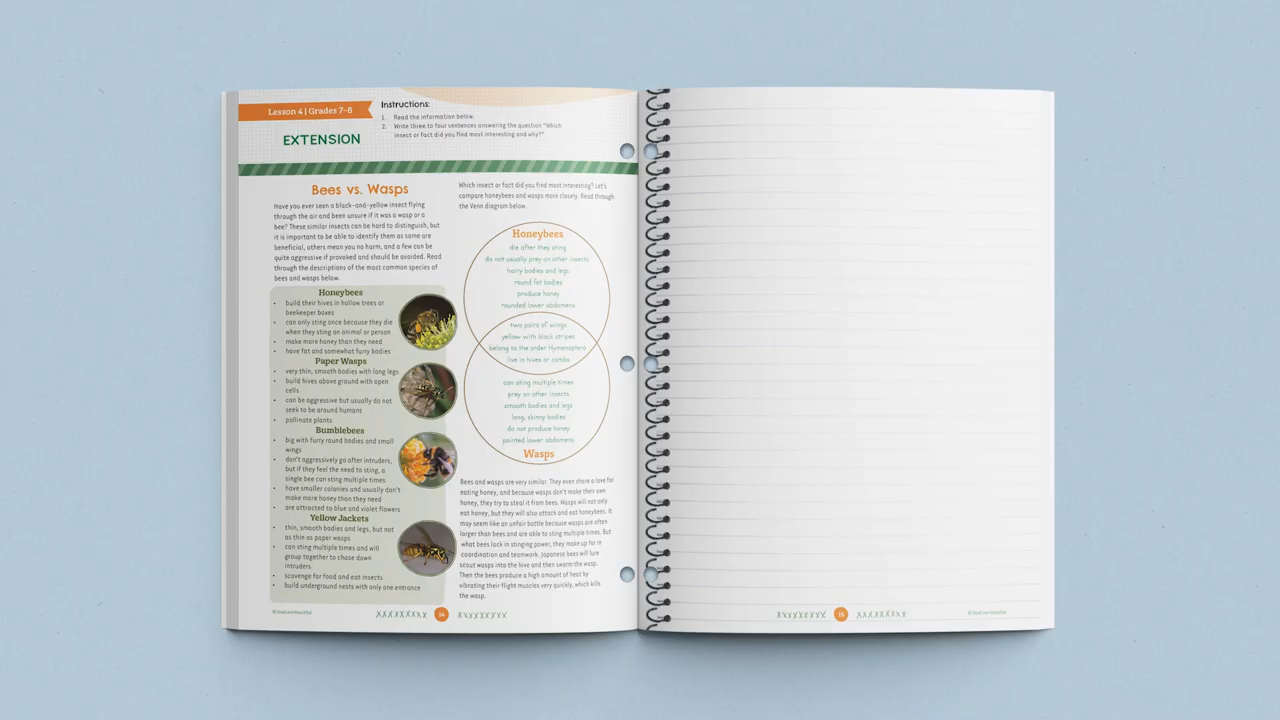 Lesson 4 | Grades 7–8
EXTENSION
Instructions:
1. Read the information below.
2. Write three to four sentences answering the question "Which
insect or fact did you find most interesting and why?"
Bees vs. Wasps
Have you ever seen a black-and-yellow insect flying
through the air and been unsure if it was a wasp or a
bee? These similar insects can be hard to distinguish, but
it is important to be able to identify them as some are
beneficial, others mean you no harm, and a few can be
quite aggressive if provoked and should be avoided. Read
through the descriptions of the most common species of
bees and wasps below.
Honeybees
• build their hives in hollow trees or
beekeeper boxes
• can only sting once because they die
when they sting an animal or person
• make more honey than they need
• have fat and somewhat furry bodies
Paper Wasps
• very thin, smooth bodies with long legs
• build hives above ground with open
cells
• can be aggressive but usually do not
seek to be around humans
• pollinate plants
Bumblebees
• big with furry round bodies and small
wings
• don't aggressively go after intruders,
but if they feel the need to sting, a
single bee can sting multiple times
• have smaller colonies and usually don't
make more honey than they need
• are attracted to blue and violet flowers
Yellow Jackets
• thin, smooth bodies and legs, but not
as thin as paper wasps
• can sting multiple times and will
group together to chase down
intruders
• scavenge for food and eat insects
• build underground nests with only one entrance
Which insect or fact did you find most interesting? Let's
compare honeybees and wasps more closely. Read through
the Venn diagram below.
Honeybees
die after they sting
do not usually prey on other insects
hairy bodies and legs
round fat bodies
produce honey
rounded lower abdomens
two pairs of wings
yellow with black stripes
belong to the order Hymenoptera
live in hives or combs
can sting multiple times
prey on other insects
smooth bodies and legs
long, skinny bodies
do not produce honey
pointed lower abdomens
Wasps
Bees and wasps are very similar. They even share a love for
eating honey, and because wasps don't make their own
honey, they try to steal it from bees. Wasps will not only
eat honey, but they will also attack and eat honeybees. It
may seem like an unfair battle because wasps are often
larger than bees and are able to sting multiple times. But
what bees lack in stinging power, they make up for in
coordination and teamwork. Japanese bees will lure
scout wasps into the hive and then swarm the wasp.
Then the bees produce a high amount of heat by
vibrating their flight muscles very quickly, which kills
the wasp.
© Good and Beautiful
14
15
© Good and Beautiful